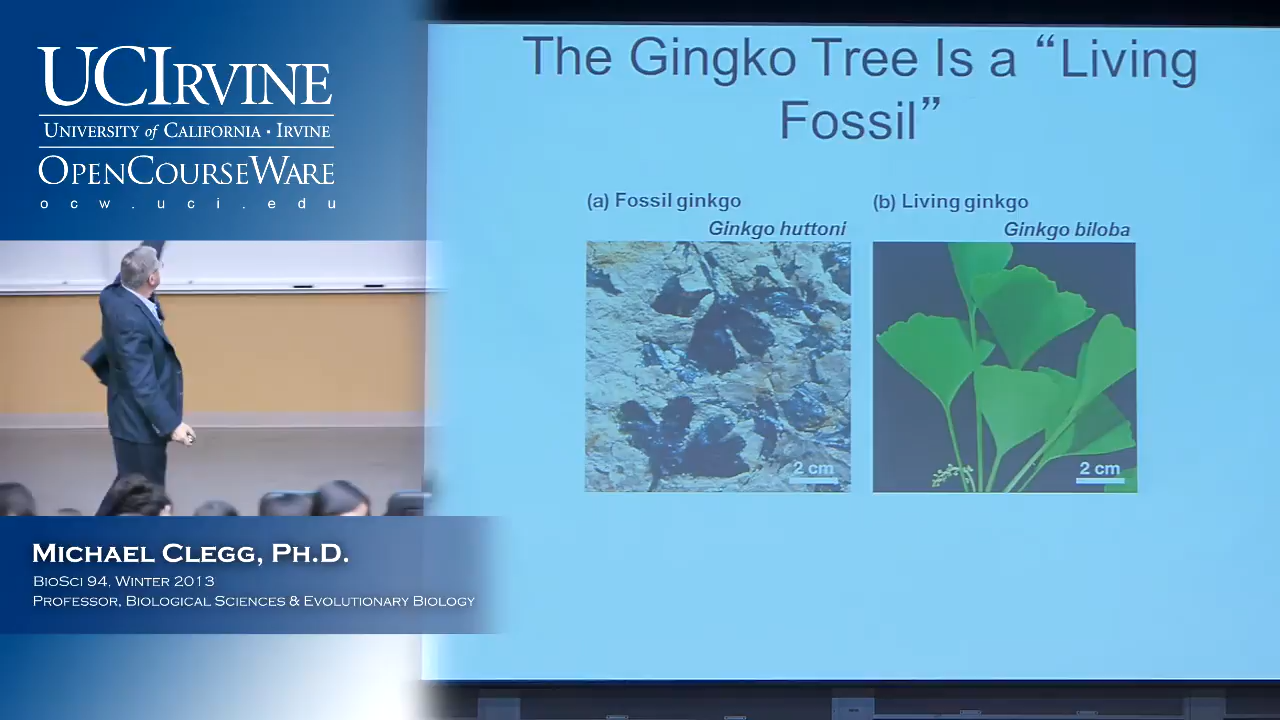 UCIRVINE
UNIVERSITY of CALIFORNIA · IRVINE
OPENCOURSEWARE
ocw.uci.edu
The Gingko Tree Is a “Living
Fossil”
(a) Fossil ginkgo
Ginkgo huttoni
(b) Living ginkgo
Ginkgo biloba
2 cm
2 cm
MICHAEL CLEGG, PH.D.
BIOSCI 94, WINTER 2013
PROFESSOR, BIOLOGICAL SCIENCES & EVOLUTIONARY BIOLOGY